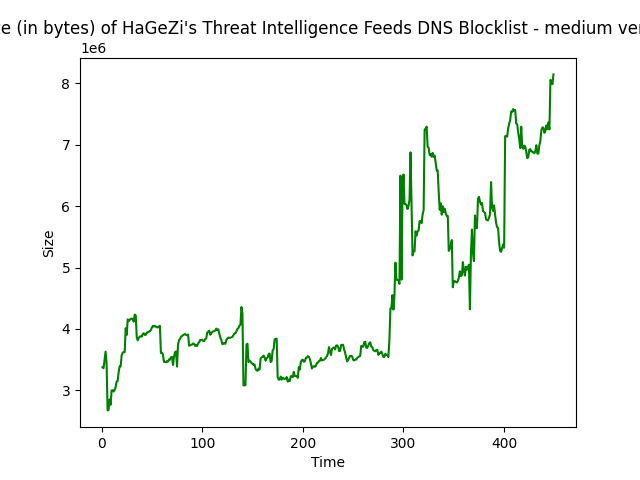 (in bytes) of HaGeZi's Threat Intelligence Feeds DNS Blocklist - medium
1e6
8
7
6
5
4
3
Size
0 100 200 300 400
Time